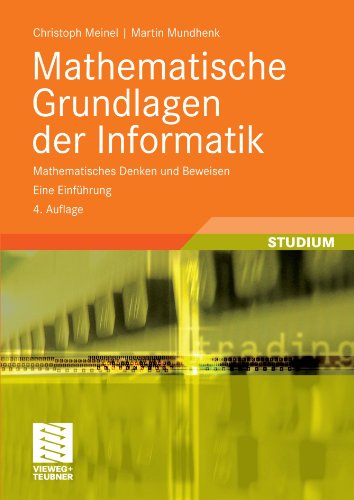 Christoph Meinel | Martin Mundhenk
Mathematische
Grundlagen
der Informatik
Mathematisches Denken und Beweisen
Eine Einführung
4. Auflage
STUDIUM
trading
VIEWEG+
TEUBNER